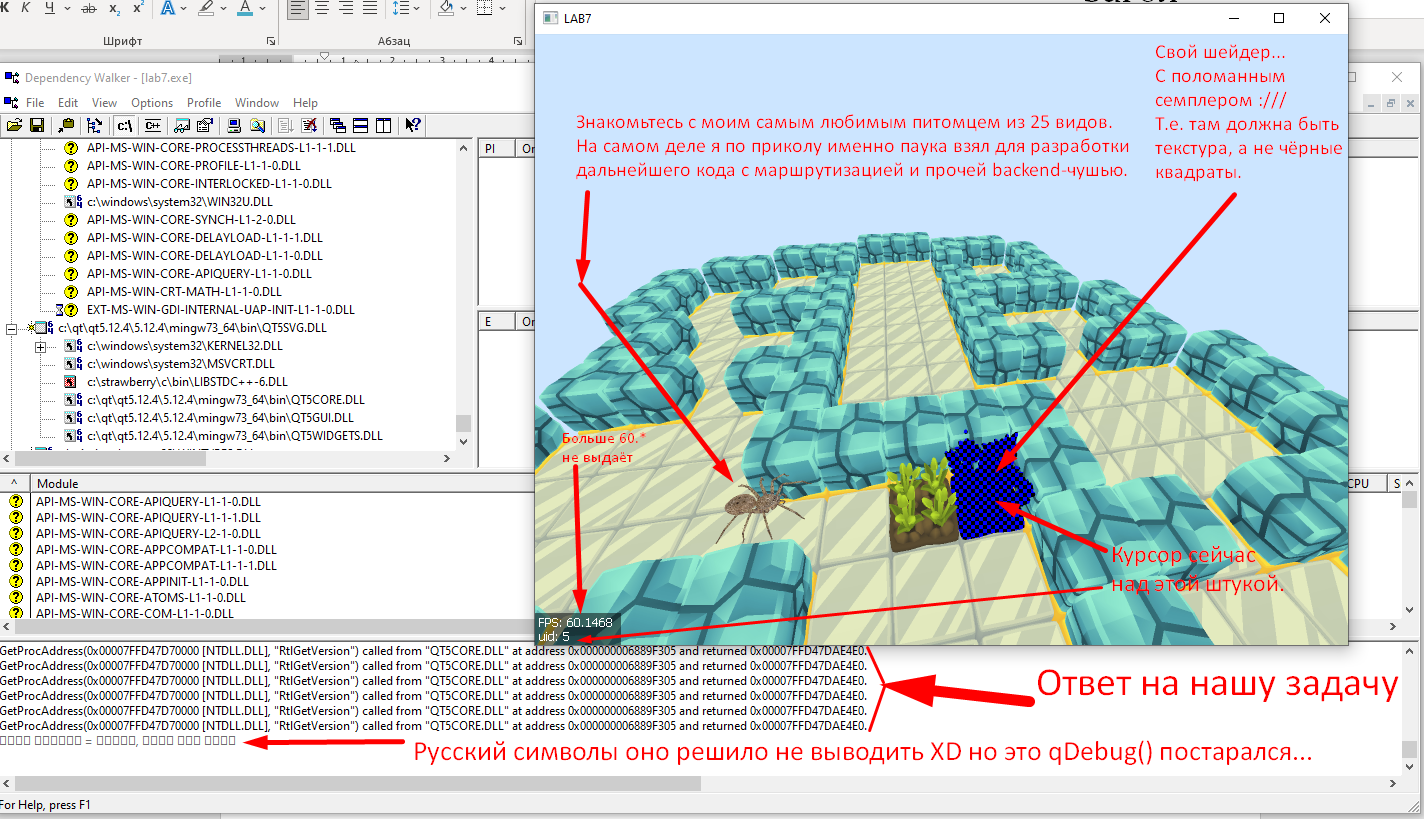 Ж К Ч ab x₂ x² А А
Шрифт
Абзац
1 1 2 3 4
Dependency Walker - [lab7.exe]
File Edit View Options Profile Window Help
c:\ C++
API-MS-WIN-CORE-PROCESSTHREADS-L1-1-1.DLL
API-MS-WIN-CORE-PROFILE-L1-1-0.DLL
API-MS-WIN-CORE-INTERLOCKED-L1-1-0.DLL
c:\windows\system32\WIN32U.DLL
API-MS-WIN-CORE-SYNCH-L1-2-0.DLL
API-MS-WIN-CORE-DELAYLOAD-L1-1-1.DLL
API-MS-WIN-CORE-DELAYLOAD-L1-1-0.DLL
API-MS-WIN-CORE-APIQUERY-L1-1-0.DLL
API-MS-WIN-CRT-MATH-L1-1-0.DLL
EXT-MS-WIN-GDI-INTERNAL-UAP-INIT-L1-1-0.DLL
c:\qt\qt5.12.4\5.12.4\mingw73_64\bin\QT5SVG.DLL
c:\windows\system32\KERNEL32.DLL
c:\windows\system32\MSVCRT.DLL
c:\strawberry\c\bin\LIBSTDC++-6.DLL
c:\qt\qt5.12.4\5.12.4\mingw73_64\bin\QT5CORE.DLL
c:\qt\qt5.12.4\5.12.4\mingw73_64\bin\QT5GUI.DLL
c:\qt\qt5.12.4\5.12.4\mingw73_64\bin\QT5WIDGETS.DLL
PI
E
LAB7
Знакомьтесь с моим самым любимым питомцем из 25 видов.
На самом деле я по приколу именно паука взял для разработки
дальнейшего кода с маршрутизацией и прочей backend-чушью.
Свой шейдер...
С поломанным
семплером :///
Т.е. там должна быть
текстура, а не чёрные
квадраты.
Больше 60.*
не выдаёт
Курсор сейчас
над этой штукой.
FPS: 60.1468
uid: 5
^ Module CPU S
API-MS-WIN-CORE-APIQUERY-L1-1-0.DLL
API-MS-WIN-CORE-APIQUERY-L1-1-1.DLL
API-MS-WIN-CORE-APIQUERY-L2-1-0.DLL
API-MS-WIN-CORE-APPCOMPAT-L1-1-0.DLL
API-MS-WIN-CORE-APPCOMPAT-L1-1-1.DLL
API-MS-WIN-CORE-APPINIT-L1-1-0.DLL
API-MS-WIN-CORE-ATOMS-L1-1-0.DLL
API-MS-WIN-CORE-COM-L1-1-0.DLL
GetProcAddress(0x00007FFD47D70000 [NTDLL.DLL], "RtlGetVersion") called from "QT5CORE.DLL" at address 0x000000006889F305 and returned 0x00007FFD47DAE4E0.
GetProcAddress(0x00007FFD47D70000 [NTDLL.DLL], "RtlGetVersion") called from "QT5CORE.DLL" at address 0x000000006889F305 and returned 0x00007FFD47DAE4E0.
GetProcAddress(0x00007FFD47D70000 [NTDLL.DLL], "RtlGetVersion") called from "QT5CORE.DLL" at address 0x000000006889F305 and returned 0x00007FFD47DAE4E0.
GetProcAddress(0x00007FFD47D70000 [NTDLL.DLL], "RtlGetVersion") called from "QT5CORE.DLL" at address 0x000000006889F305 and returned 0x00007FFD47DAE4E0.
GetProcAddress(0x00007FFD47D70000 [NTDLL.DLL], "RtlGetVersion") called from "QT5CORE.DLL" at address 0x000000006889F305 and returned 0x00007FFD47DAE4E0.
GetProcAddress(0x00007FFD47D70000 [NTDLL.DLL], "RtlGetVersion") called from "QT5CORE.DLL" at address 0x000000006889F305 and returned 0x00007FFD47DAE4E0.
Ответ на нашу задачу
Русский символы оно решило не выводить XD но это qDebug() постарался...
For Help, press F1